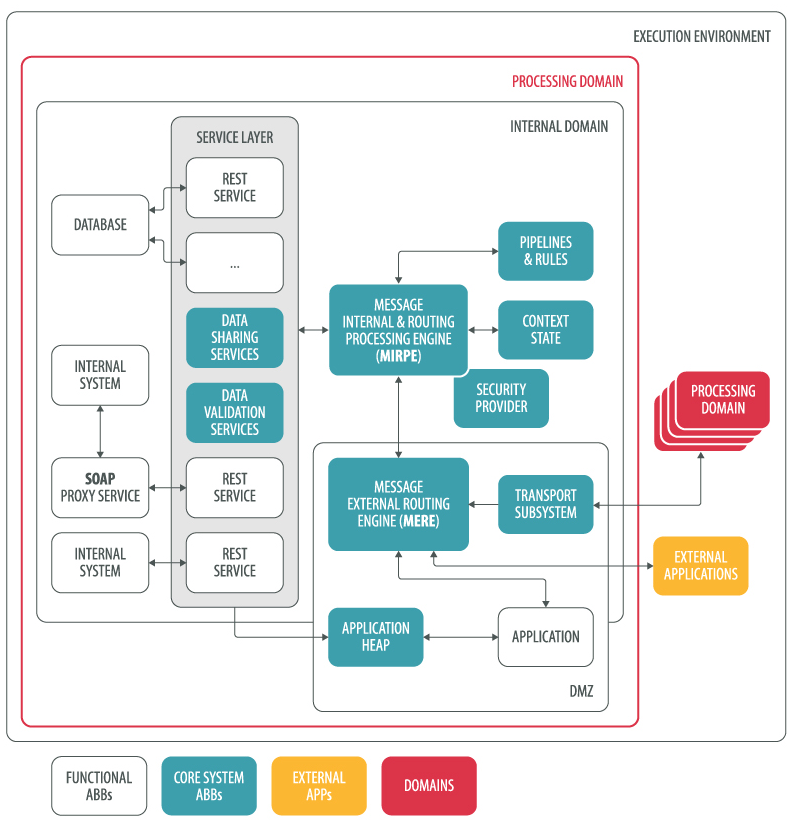 EXECUTION ENVIRONMENT
PROCESSING DOMAIN
INTERNAL DOMAIN
SERVICE LAYER
REST
SERVICE
DATABASE
...
PIPELINES
& RULES
MESSAGE
INTERNAL & ROUTING
PROCESSING ENGINE
(MIRPE)
CONTEXT
STATE
DATA
SHARING
SERVICES
INTERNAL
SYSTEM
DATA
VALIDATION
SERVICES
SECURITY
PROVIDER
PROCESSING
DOMAIN
SOAP
PROXY SERVICE
REST
SERVICE
MESSAGE
EXTERNAL ROUTING
ENGINE (MERE)
TRANSPORT
SUBSYSTEM
INTERNAL
SYSTEM
REST
SERVICE
EXTERNAL
APPLICATIONS
APPLICATION
HEAP
APPLICATION
DMZ
FUNCTIONAL
ABBs
CORE SYSTEM
ABBs
EXTERNAL
APPs
DOMAINS